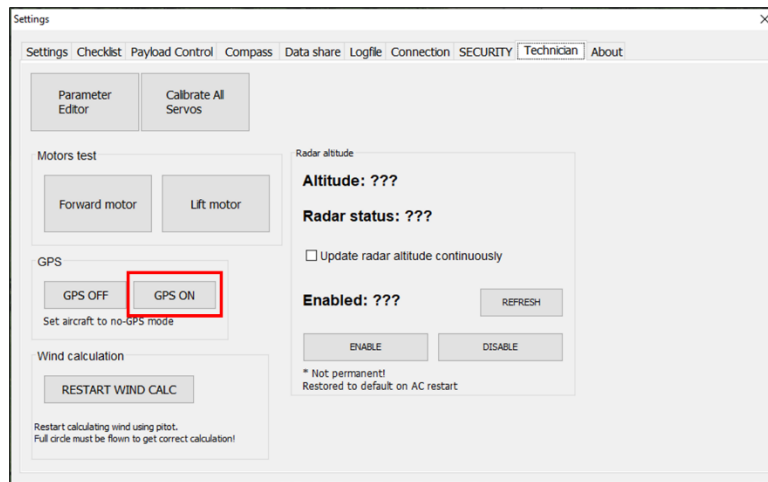 Settings
Settings Checklist Payload Control Compass Data share Logfile Connection SECURITY Technician About
Parameter
Editor
Calibrate All
Servos
Motors test
Forward motor
Lift motor
GPS
GPS OFF
GPS ON
Set aircraft to no-GPS mode
Wind calculation
RESTART WIND CALC
Restart calculating wind using pitot.
Full circle must be flown to get correct calculation!
Radar altitude
Altitude: ???
Radar status: ???
Update radar altitude continuously
Enabled: ???
REFRESH
ENABLE
DISABLE
* Not permanent!
Restored to default on AC restart